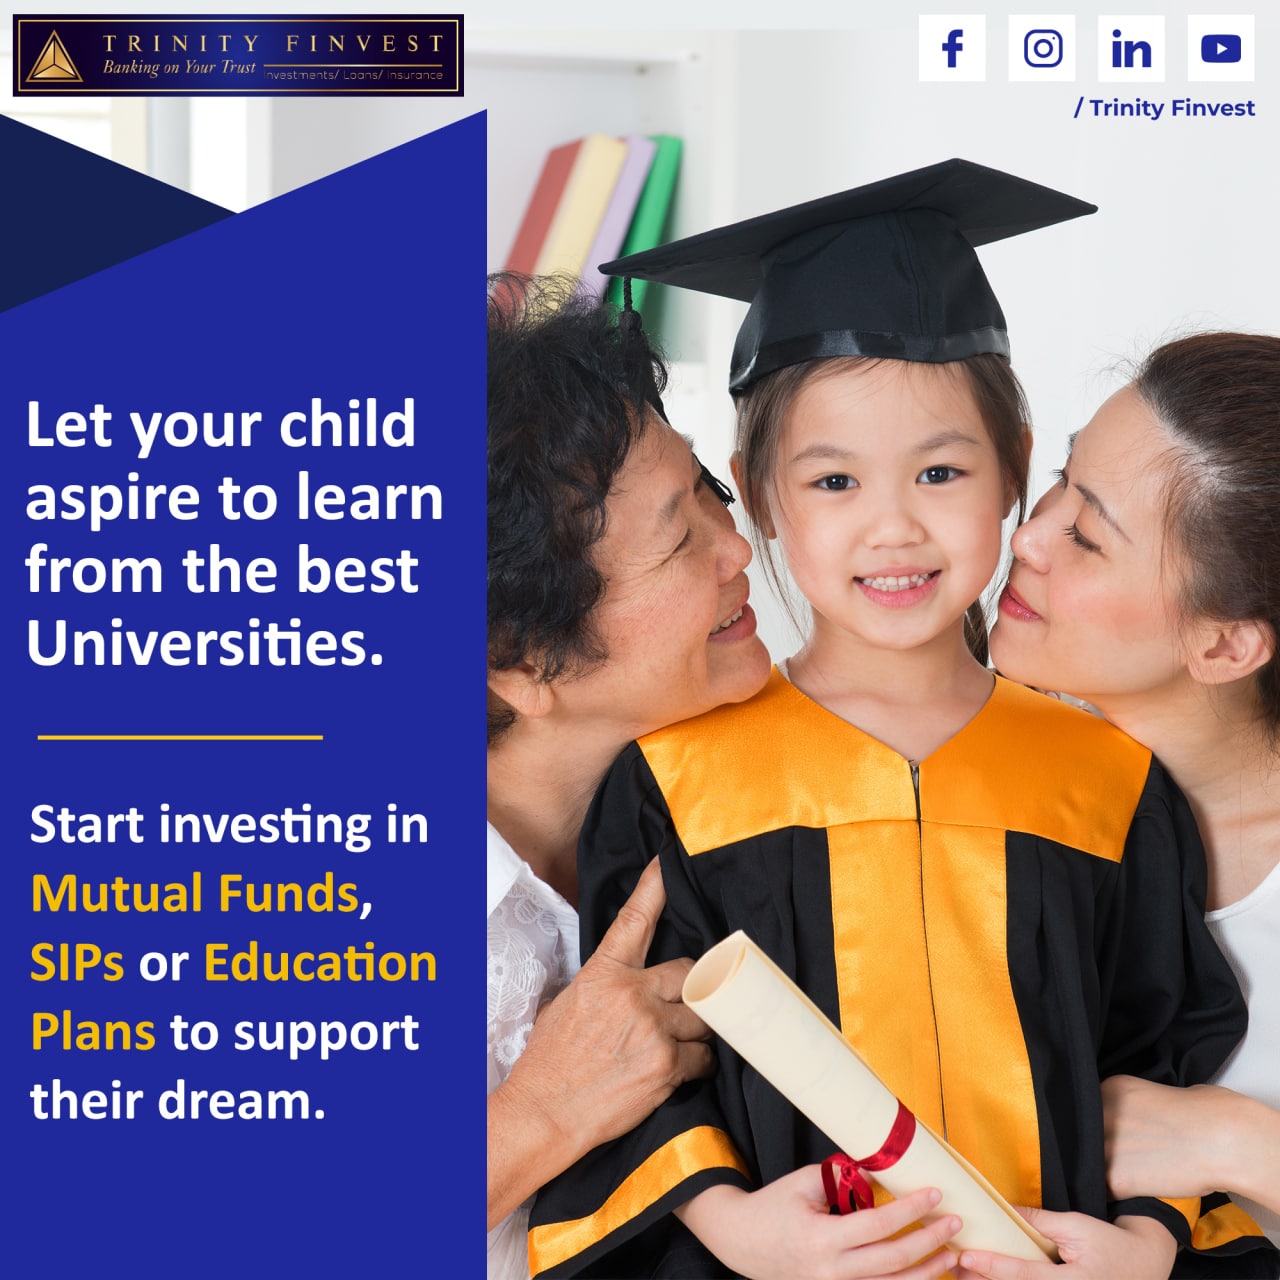 TRINITY FINVEST
Banking on Your Trust Investments/ Loans/ Insurance
/ Trinity Finvest
Let your child
aspire to learn
from the best
Universities.
Start investing in
Mutual Funds,
SIPs or Education
Plans to support
their dream.